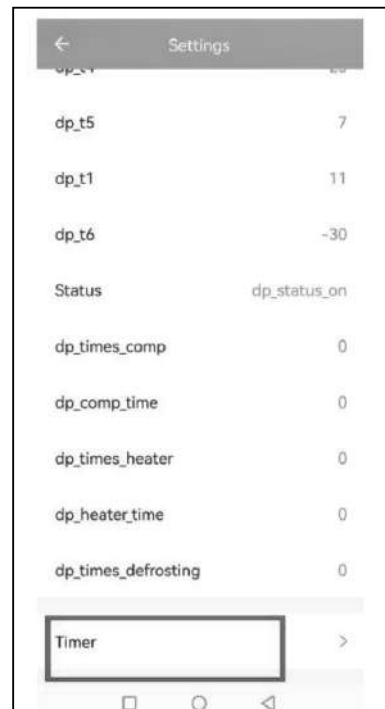 Settings
dp_t5 7
dp_t1 11
dp_t6 -30
Status dp_status_on
dp_times_comp 0
dp_comp_time 0
dp_times_heater 0
dp_heater_time 0
dp_times_defrosting 0
Timer